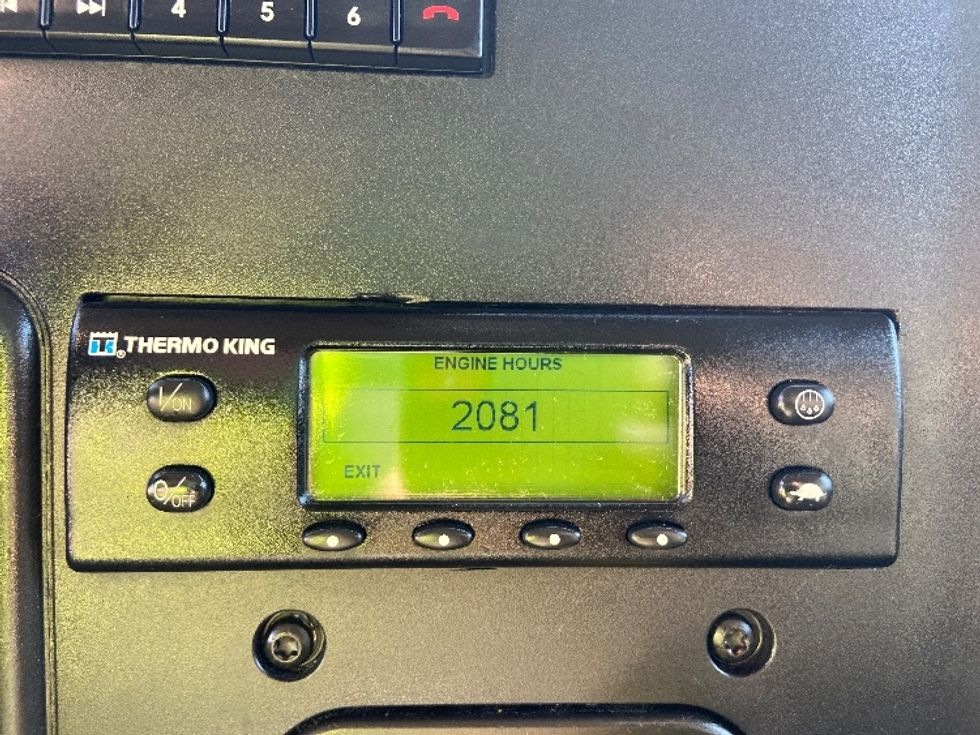 4 5 6
® THERMO KING
ENGINE HOURS
2081
EXIT
I/ON
O/OFF